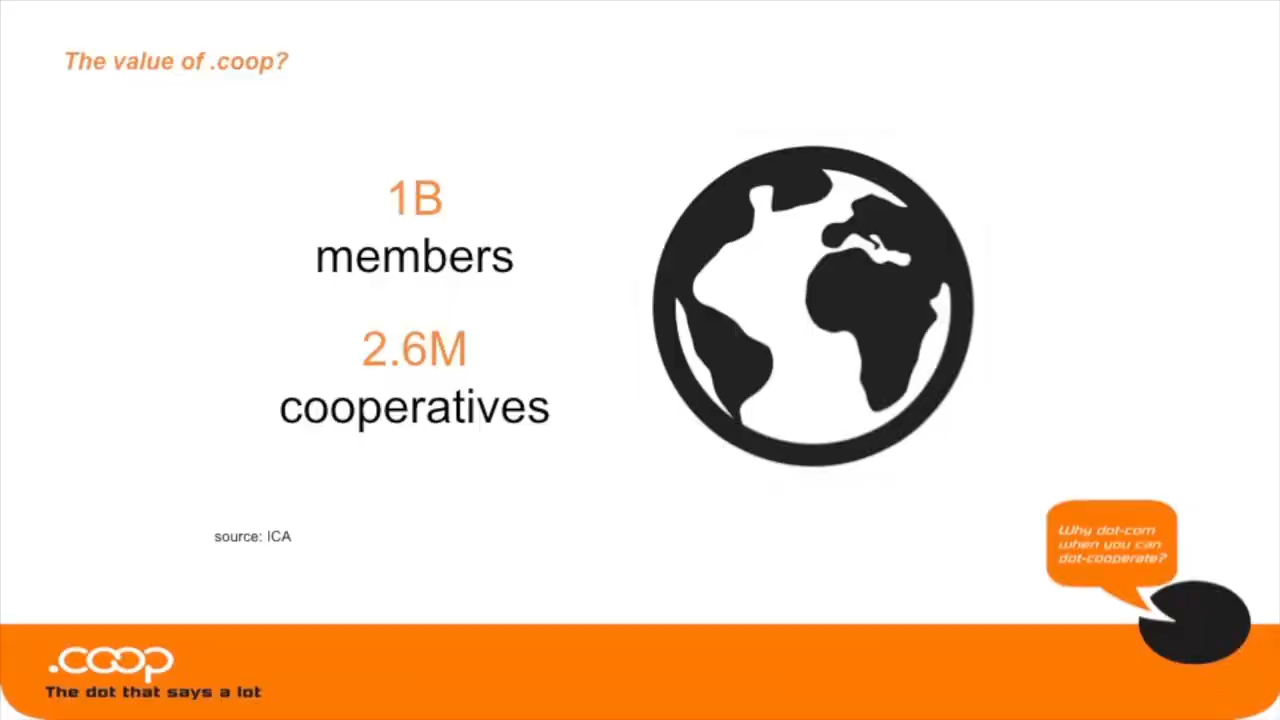 The value of .coop?
1B
members
2.6M
cooperatives
source: ICA
Why dot-com
when you can
dot-cooperate?
.coop
The dot that says a lot